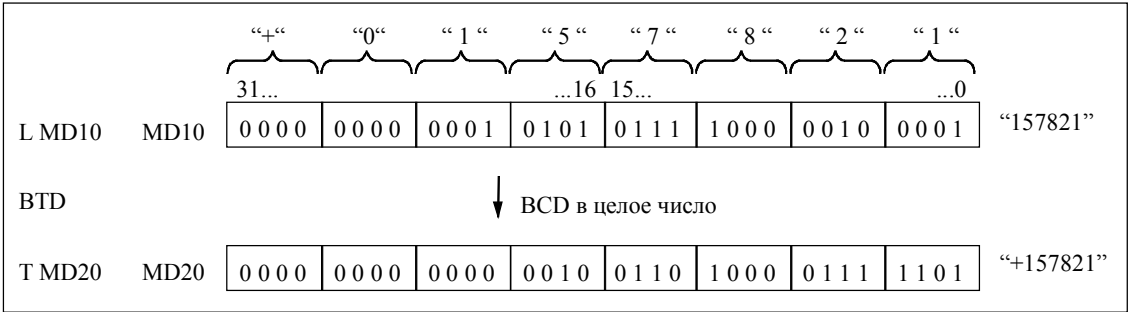 “+“ “0“ “ 1 “ “ 5 “ “ 7 “ “ 8 “ “ 2 “ “ 1 “
31... ...16 15... ...0
L MD10 MD10 0 0 0 0 0 0 0 0 0 0 0 1 0 1 0 1 0 1 1 1 1 0 0 0 0 0 1 0 0 0 0 1 “157821”
BTD BCD в целое число
T MD20 MD20 0 0 0 0 0 0 0 0 0 0 0 0 0 0 1 0 0 1 1 0 1 0 0 0 0 1 1 1 1 1 0 1 “+157821”